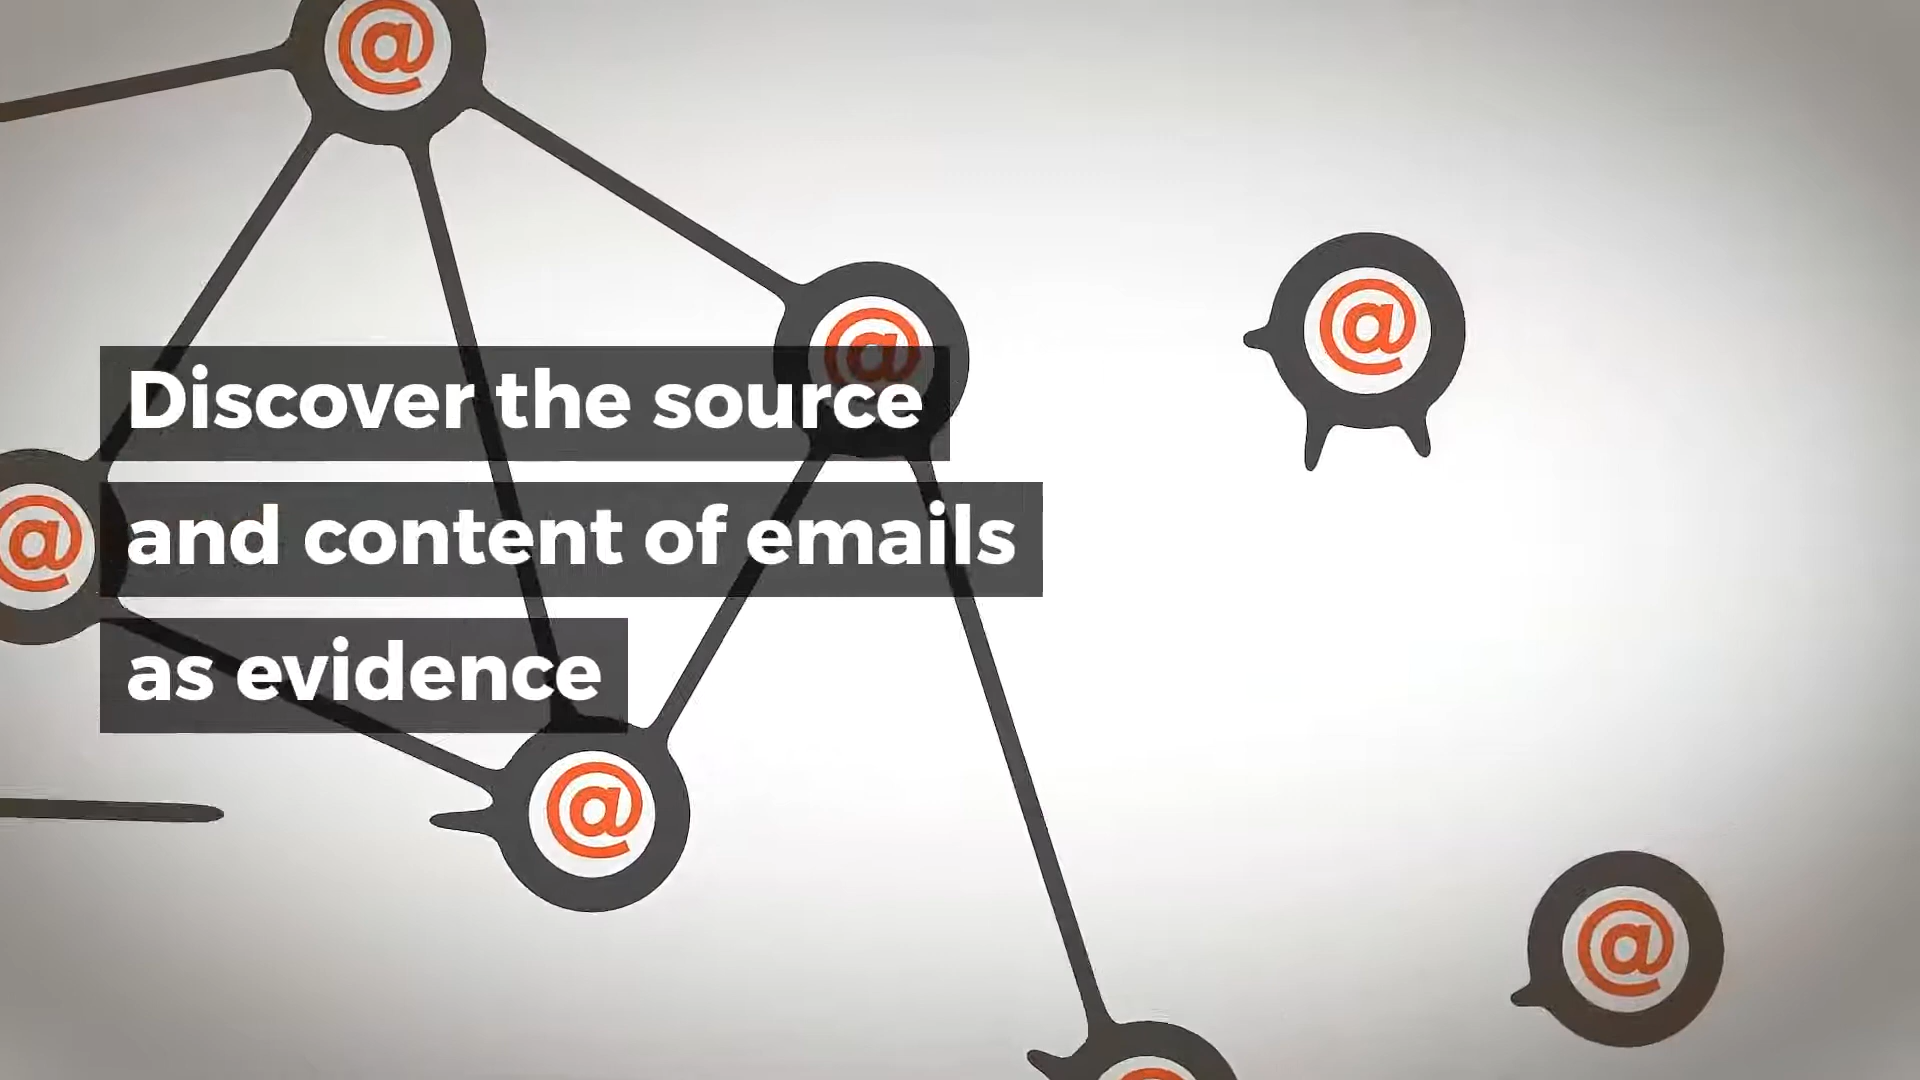 @
@
@
Discover the source
and content of emails
as evidence
@
@
@
@